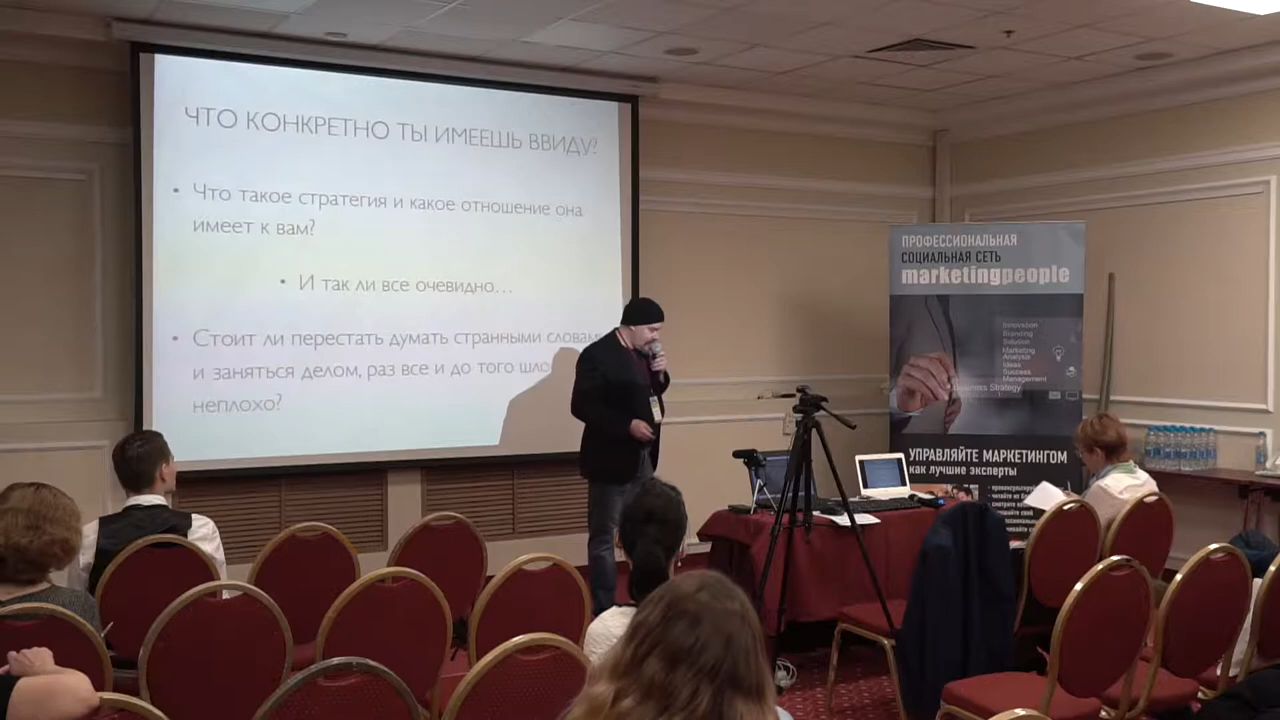 ЧТО КОНКРЕТНО ТЫ ИМЕЕШЬ ВВИДУ?
• Что такое стратегия и какое отношение она
имеет к вам?
• И так ли все очевидно...
• Стоит ли перестать думать странными словами
и заняться делом, раз все и до того шло
неплохо?
ПРОФЕССИОНАЛЬНАЯ
СОЦИАЛЬНАЯ СЕТЬ
marketingpeople
Innovation
Branding
Solution
Marketing
Analysis
Ideas
Success
Management
Business Strategy
УПРАВЛЯЙТЕ МАРКЕТИНГОМ
как лучшие эксперты